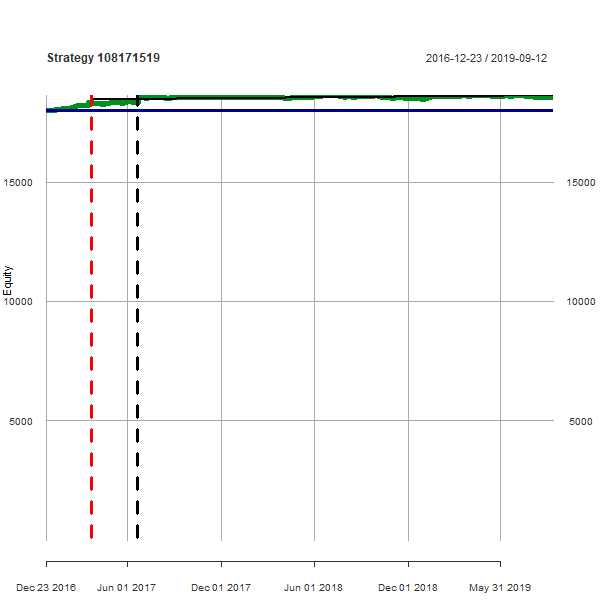 Strategy 108171519
2016-12-23 / 2019-09-12
Equity
15000
15000
10000
10000
5000
5000
Dec 23 2016
Jun 01 2017
Dec 01 2017
Jun 01 2018
Dec 01 2018
May 31 2019